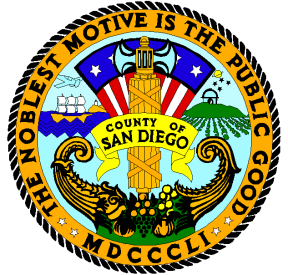 THE NOBLEST MOTIVE IS THE PUBLIC GOOD
COUNTY OF
SAN DIEGO
MDCCCLI